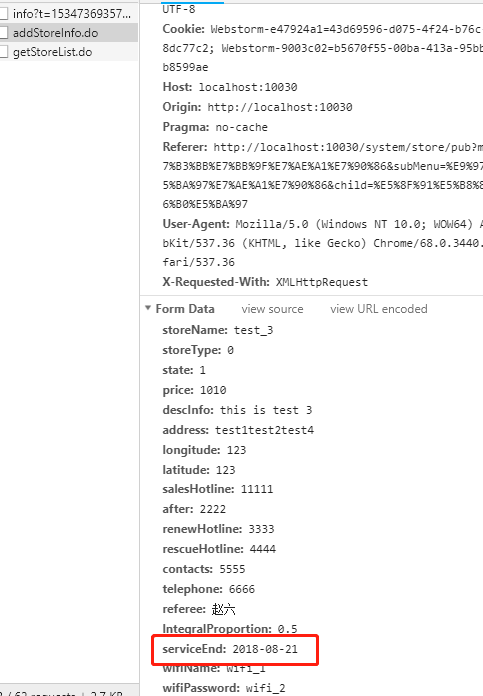 info?t=15347369357...
addStoreInfo.do
getStoreList.do
UTF-8
Cookie: Webstorm-e47924a1=43d69596-d075-4f24-b76c-
8dc77c2; Webstorm-9003c02=b5670f55-00ba-413a-95bb
b8599ae
Host: localhost:10030
Origin: http://localhost:10030
Pragma: no-cache
Referer: http://localhost:10030/system/store/pub?m
7%B3%BB%E7%BB%9F%E7%AE%A1%E7%90%86&subMenu=%E9%97
5%BA%97%E7%AE%A1%E7%90%86&child=%E5%8F%91%E5%B8%8
6%B0%E5%BA%97
User-Agent: Mozilla/5.0 (Windows NT 10.0; WOW64) A
bKit/537.36 (KHTML, like Gecko) Chrome/68.0.3440.
fari/537.36
X-Requested-With: XMLHttpRequest
Form Data view source view URL encoded
storeName: test_3
storeType: 0
state: 1
price: 1010
descInfo: this is test 3
address: test1test2test4
longitude: 123
latitude: 123
salesHotline: 11111
after: 2222
renewHotline: 3333
rescueHotline: 4444
contacts: 5555
telephone: 6666
referee: 赵六
IntegralProportion: 0.5
serviceEnd: 2018-08-21
wifiName: wifi_1
wifiPassword: wifi_2
/ 62 requests | 2.7 KB